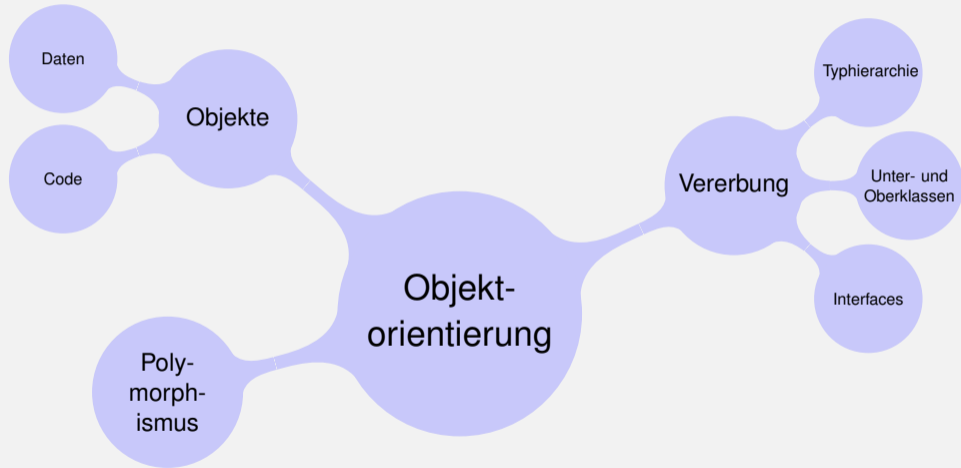 Daten
Objekte
Code
Typhierarchie
Vererbung
Unter- und
Oberklassen
Interfaces
Objekt-
orientierung
Poly-
morph-
ismus